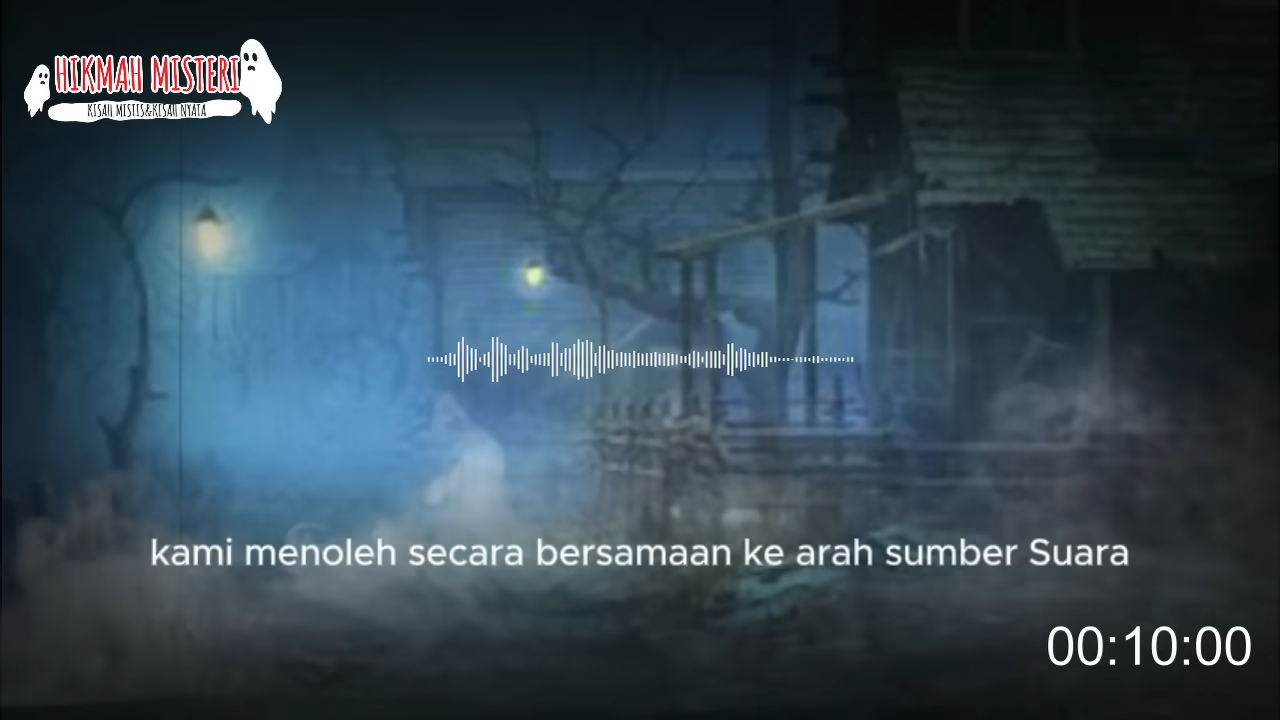 HIKMAH MISTERI
KISAH MISTIS&KISAH NYATA
kami menoleh secara bersamaan ke arah sumber Suara
00:10:00